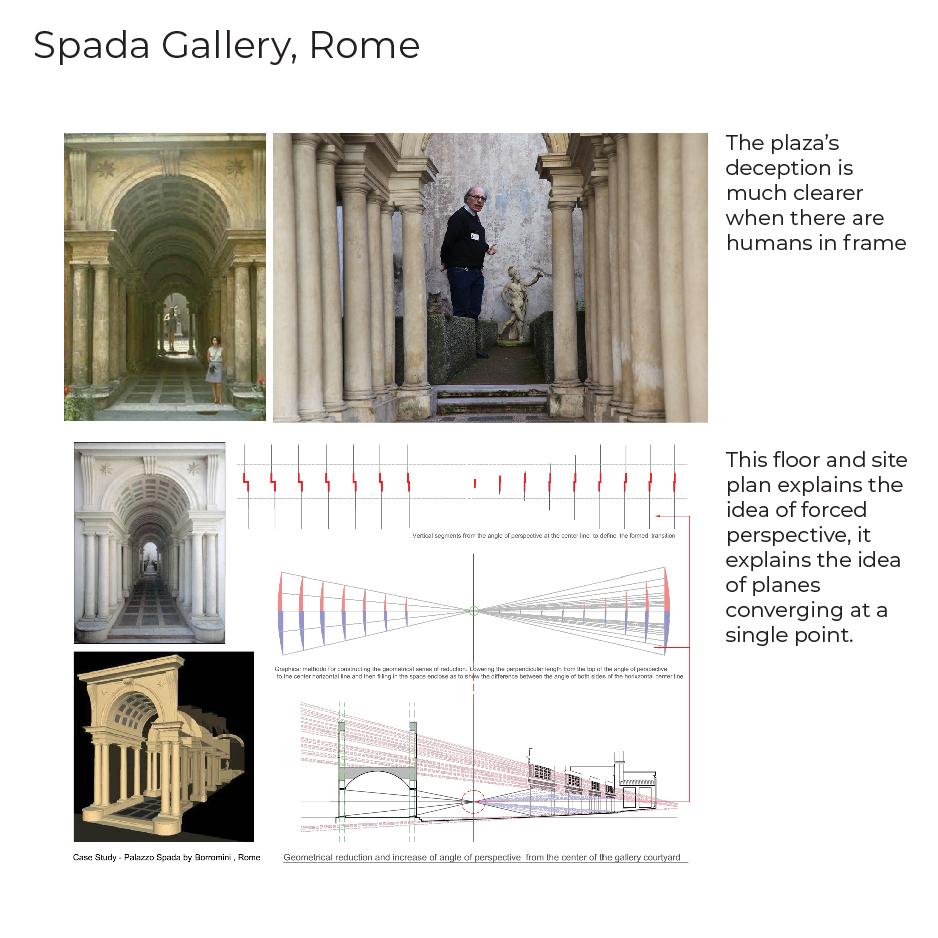 Spada Gallery, Rome
The plaza's
deception is
much clearer
when there are
humans in frame
This floor and site
plan explains the
idea of forced
perspective, it
explains the idea
of planes
converging at a
single point.
Vertical segments from the angle of perspective at the center line, to define the formed transition
Graphical methods for constructing the geometrical series of reduction. Lowering the perpendicular length from the top of the angle of perspective
to the center norizontal line and then filling in the space enclose as to show the difference between the angle of both sides of the horizontal center line.
Case Study - Palazzo Spada by Borromini , Rome
Geometrical reduction and increase of angle of perspective from the center of the gallery courtyard